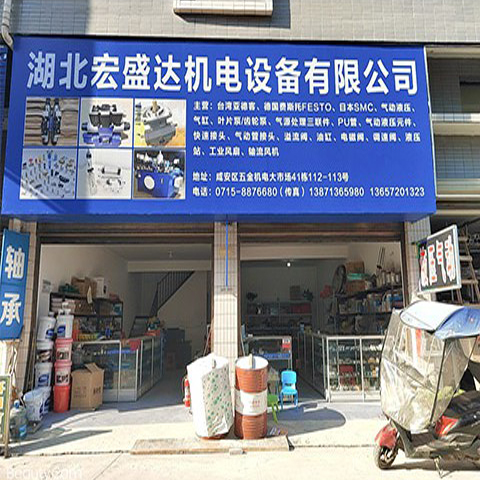 湖北宏盛达机电设备有限公司
主营：台湾亚德客、德国费斯托FESTO、日本SMC、气动液压、
气缸、叶片泵/齿轮泵、气源处理三联件、PU管、气动液压元件、
快速接头、气动管接头、溢流阀、油缸、电磁阀、调速阀、液压
站、工业风扇、轴流风机
地址：咸安区五金机电大市场41栋112-113号
电话：0715-8876680（传真）13871365980 13657201323
轴承
液压气动